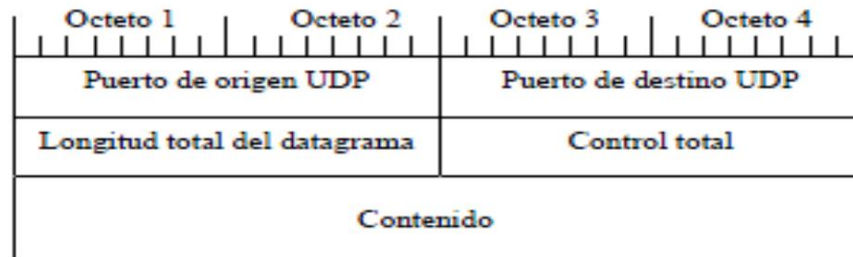 Octeto 1 Octeto 2 Octeto 3 Octeto 4
Puerto de origen UDP Puerto de destino UDP
Longitud total del datagrama Control total
Contenido